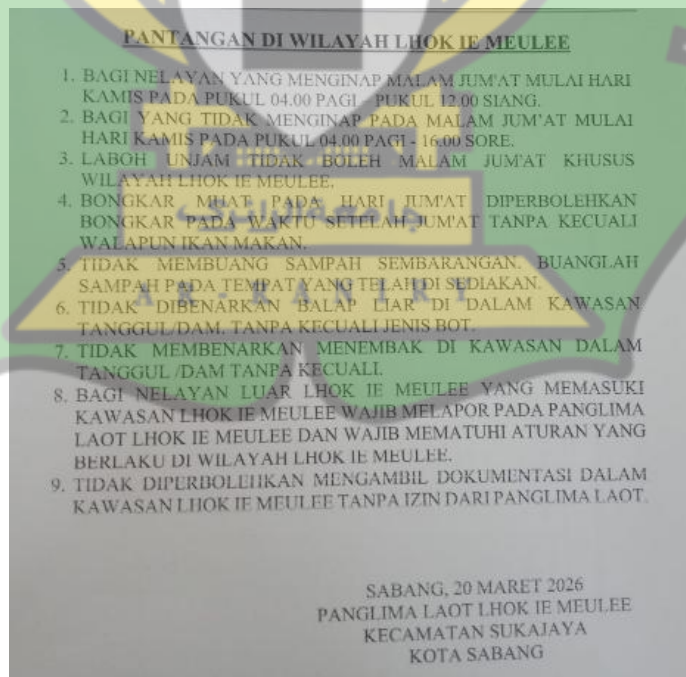 PANTANGAN DI WILAYAH LHOK IE MEULEE
1. BAGI NELAYAN YANG MENGINAP MALAM JUM'AT MULAI HARI
KAMIS PADA PUKUL 04.00 PAGI - PUKUL 12.00 SIANG.
2. BAGI YANG TIDAK MENGINAP PADA MALAM JUM'AT MULAI
HARI KAMIS PADA PUKUL 04.00 PAGI - 16:00 SORE.
3. LABOH UNJAM TIDAK BOLEH MALAM JUM'AT KHUSUS
WILAYAH LHOK IE MEULEE.
4. BONGKAR MUAT PADA HARI JUM'AT DIPERBOLEHKAN
BONGKAR PADA WAKTU SETELAH JUM'AT TANPA KECUALI
WALAPUN IKAN MAKAN.
جامعة الرانري
5. TIDAK MEMBUANG SAMPAH SEMBARANGAN. BUANGLAH
SAMPAH PADA TEMPAT YANG TELAH DI SEDIAKAN.
AR-RANIRY
6. TIDAK DIBENARKAN BALAP LIAR DI DALAM KAWASAN
TANGGUL/DAM. TANPA KECUALI JENIS BOT.
7. TIDAK MEMBENARKAN MENEMBAK DI KAWASAN DALAM
TANGGUL /DAM TANPA KECUALI.
8. BAGI NELAYAN LUAR LHOK IE MEULEE YANG MEMASUKI
KAWASAN LHOK IE MEULEE WAJIB MELAPOR PADA PANGLIMA
LAOT LHOK IE MEULEE DAN WAJIB MEMATUHI ATURAN YANG
BERLAKU DI WILAYAH LHOK IE MEULEE.
9. TIDAK DIPERBOLEHKAN MENGAMBIL DOKUMENTASI DALAM
KAWASAN LHOK IE MEULEE TANPA IZIN DARI PANGLIMA LAOT.
SABANG, 20 MARET 2026
PANGLIMA LAOT LHOK IE MEULEE
KECAMATAN SUKAJAYA
KOTA SABANG